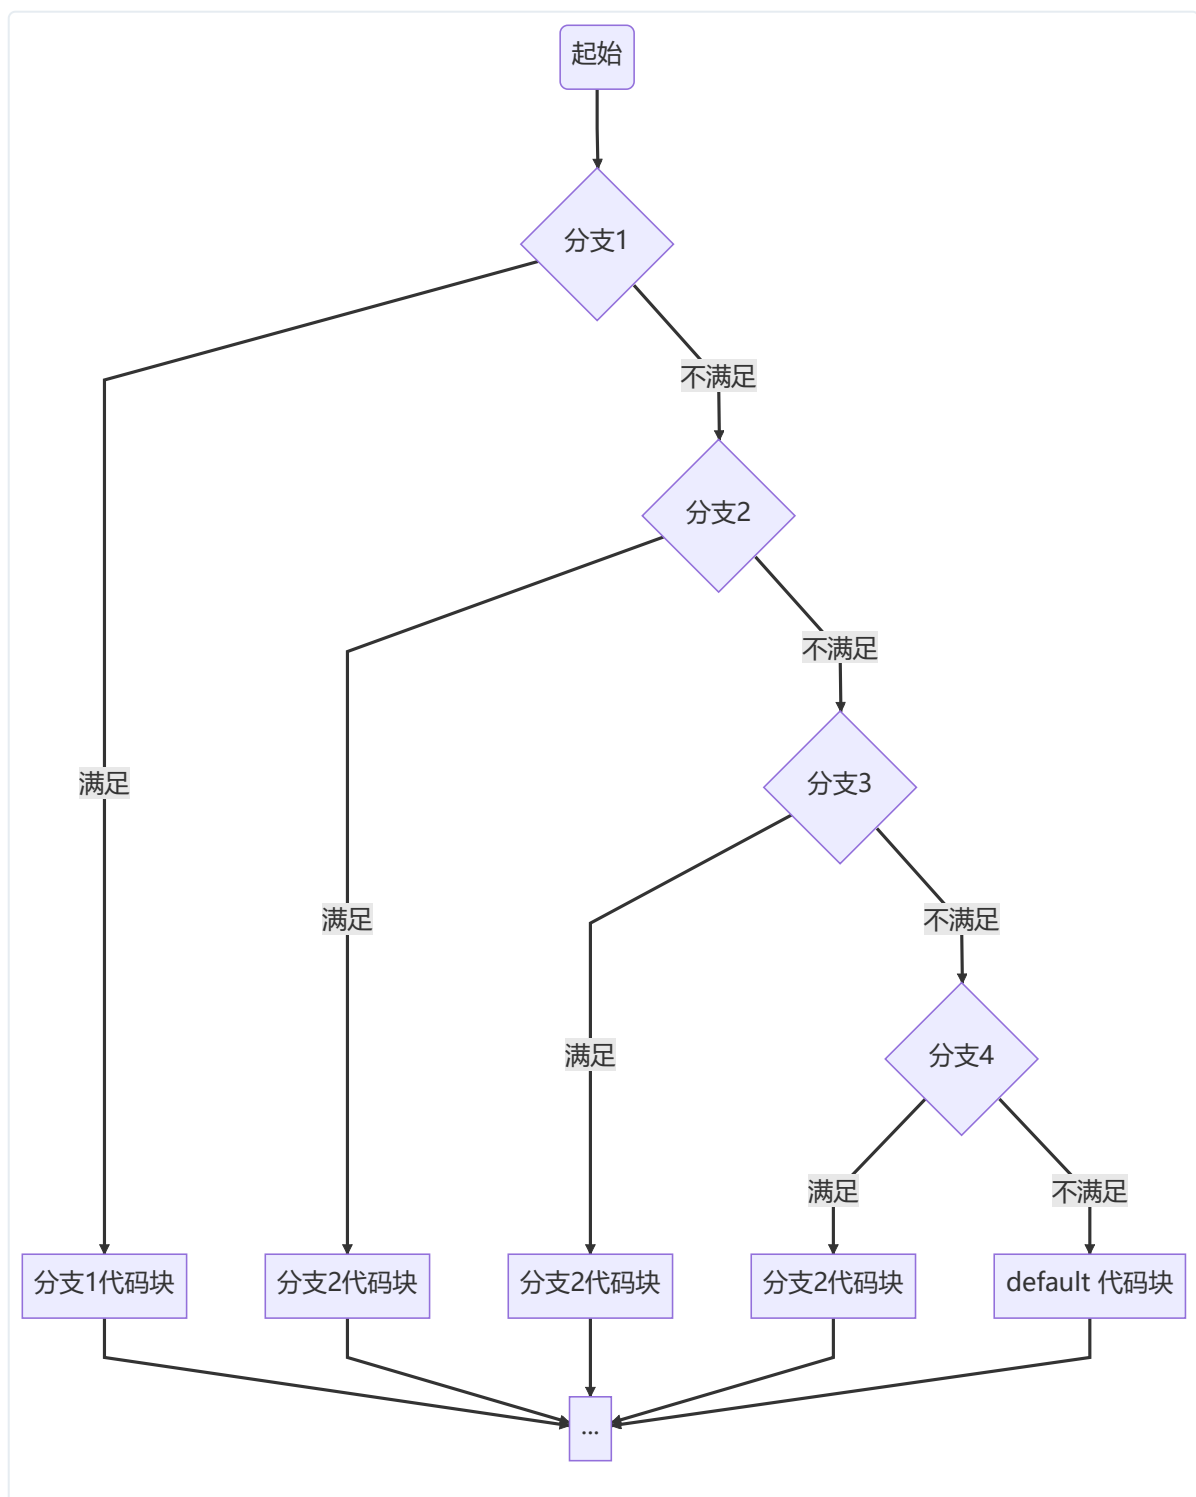 起始
分支1
不满足
分支2
不满足
分支3
满足
满足
不满足
满足
分支4
满足
不满足
分支1代码块
分支2代码块
分支2代码块
分支2代码块
default 代码块
...